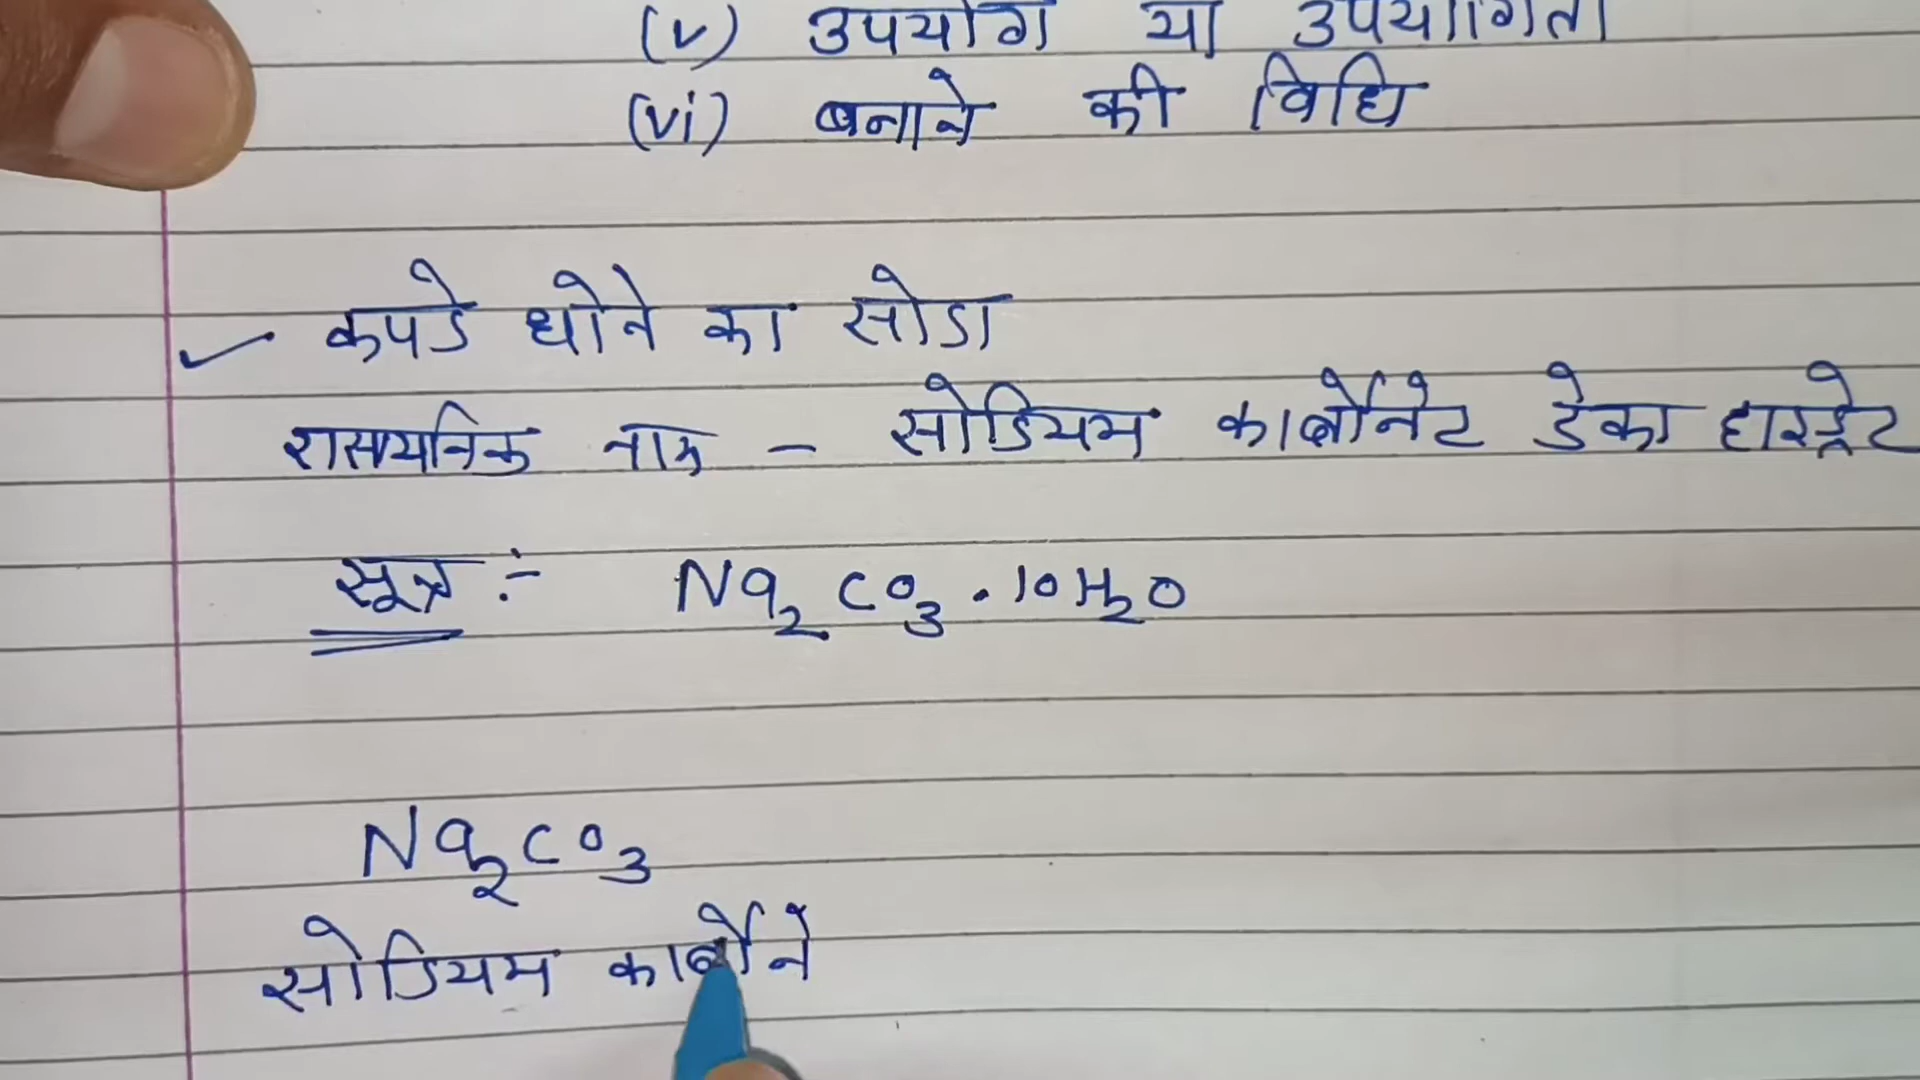 (v) उपयोग या उपयोगिता
(vi) बनाने की विधि
कपडे धोने का सोडा
रासायनिक नाम - सोडियम कार्बोनेट डेका हाइड्रेट
सूत्र :- Na₂CO₃.10H₂O
Na₂CO₃
सोडियम कार्बोने